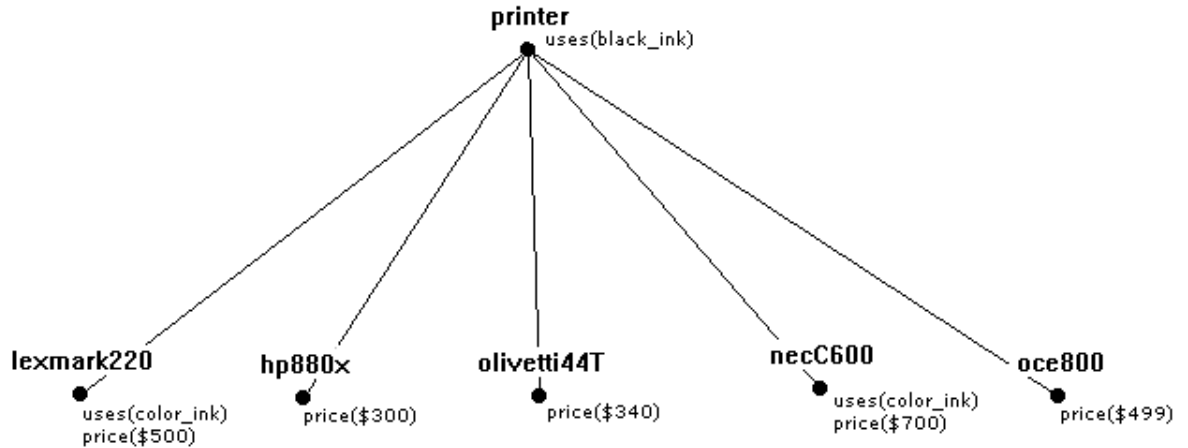 printer
uses(black_ink)
lexmark220
uses(color_ink)
price($500)
hp880x
price($300)
olivetti44T
price($340)
necC600
uses(color_ink)
price($700)
oce800
price($499)